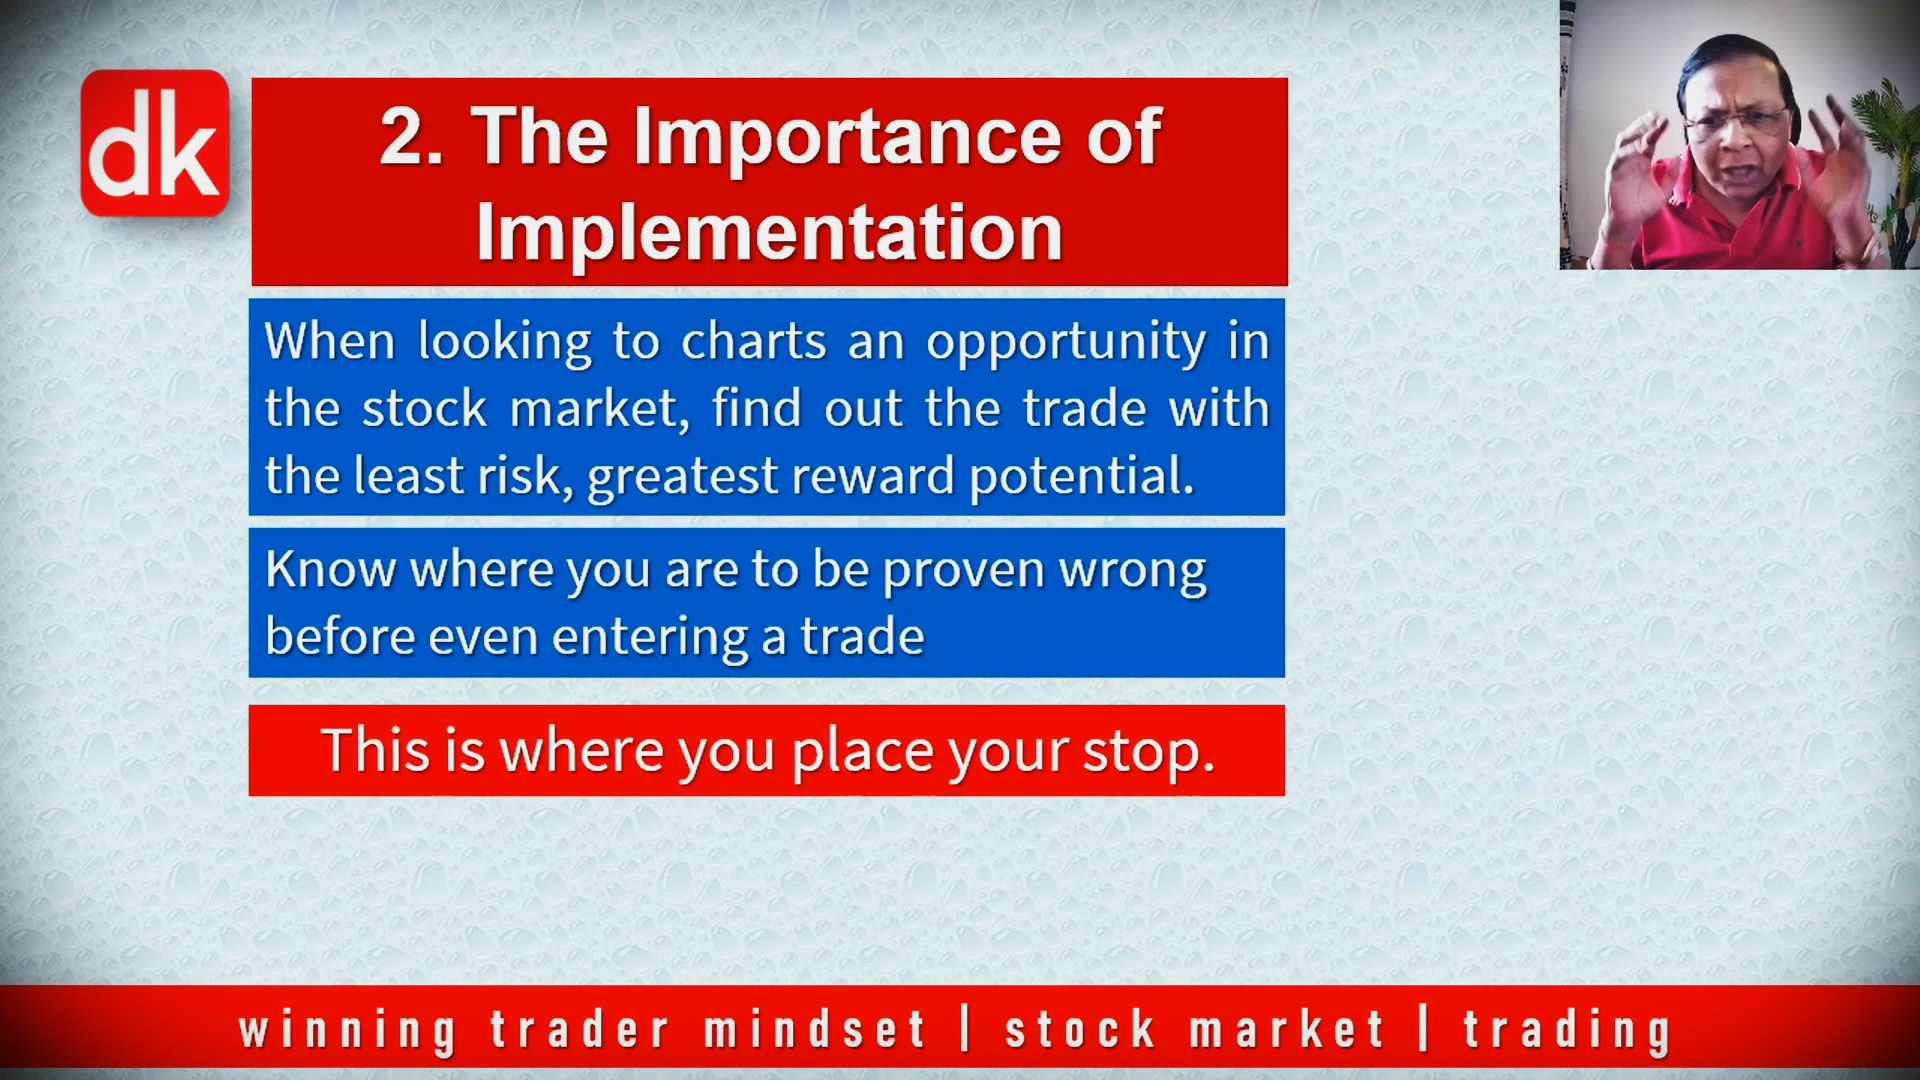 dk
2. The Importance of
Implementation
When looking to charts an opportunity in
the stock market, find out the trade with
the least risk, greatest reward potential.
Know where you are to be proven wrong
before even entering a trade
This is where you place your stop.
winning trader mindset | stock market | trading